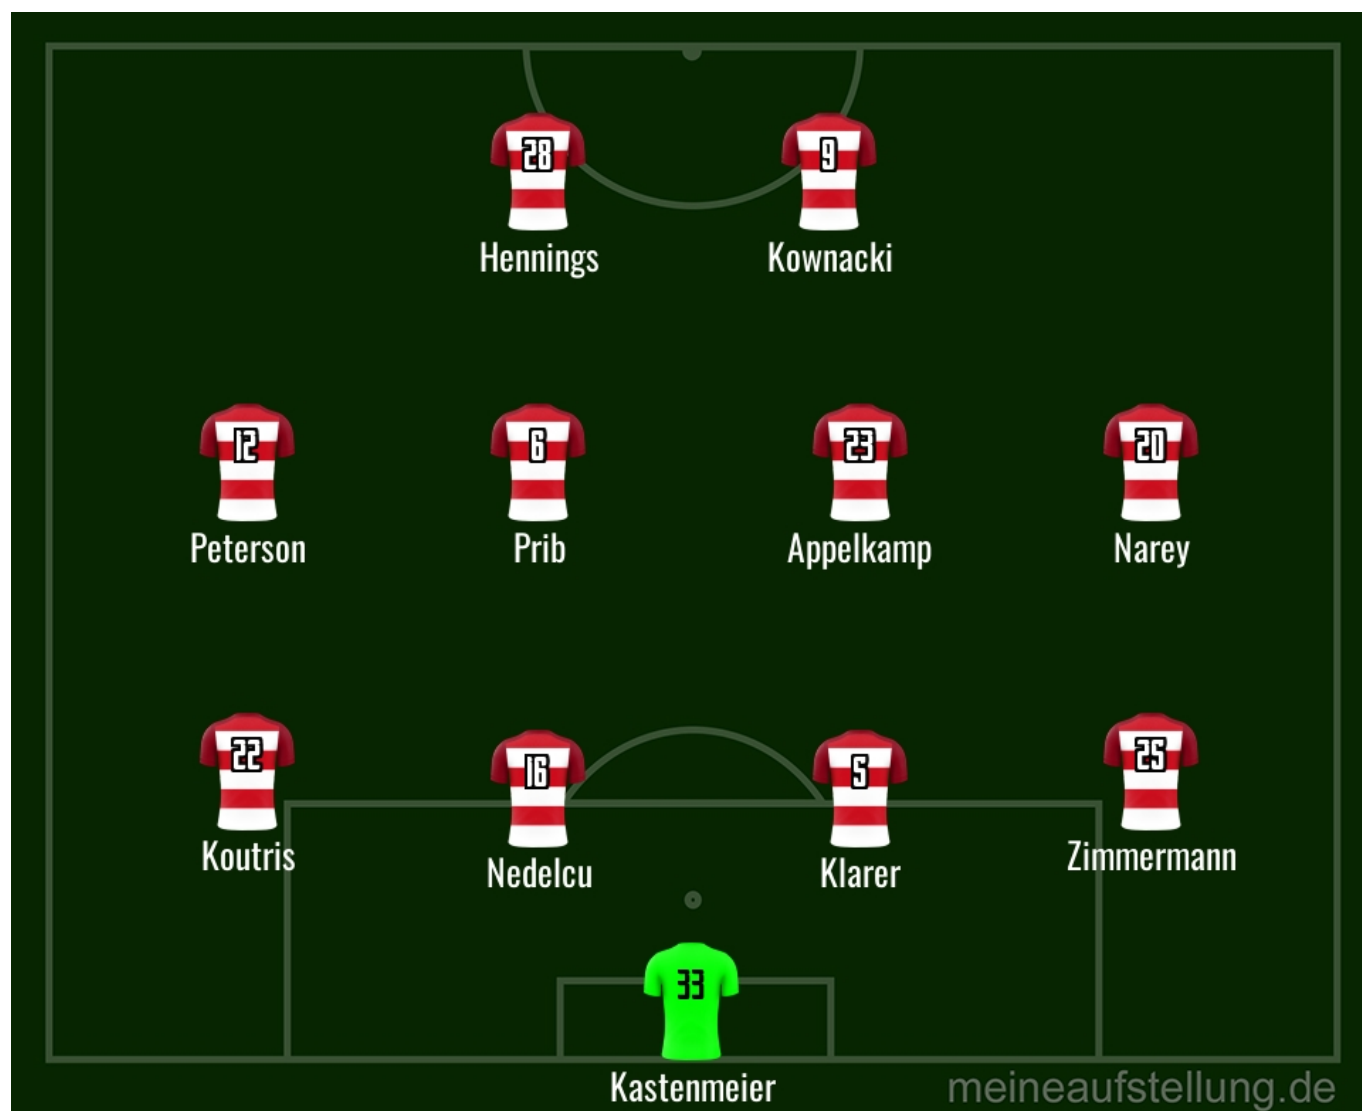 28
9
Hennings
Kownacki
12
6
23
20
Peterson
Prib
Appelkamp
Narey
22
16
5
25
Koutris
Nedelcu
Klarer
Zimmermann
33
Kastenmeier
meineaufstellung.de